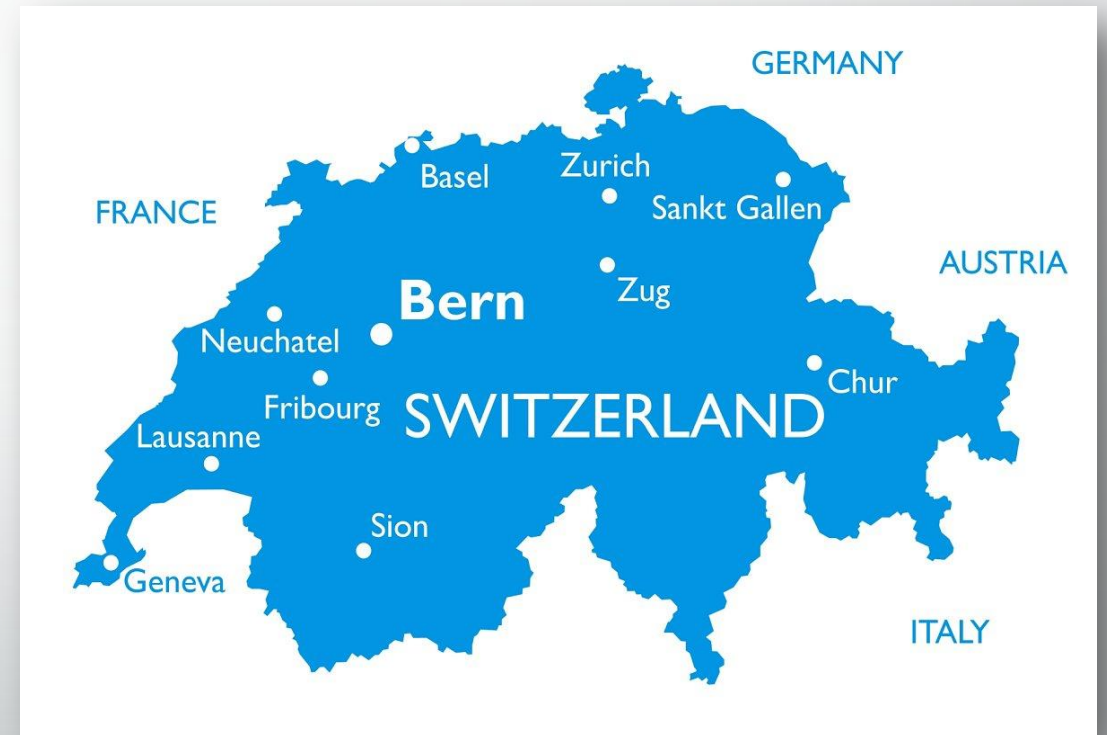 GERMANY
Basel
Zurich
FRANCE
Sankt Gallen
AUSTRIA
Zug
Bern
Neuchatel
Chur
Fribourg
SWITZERLAND
Lausanne
Sion
Geneva
ITALY